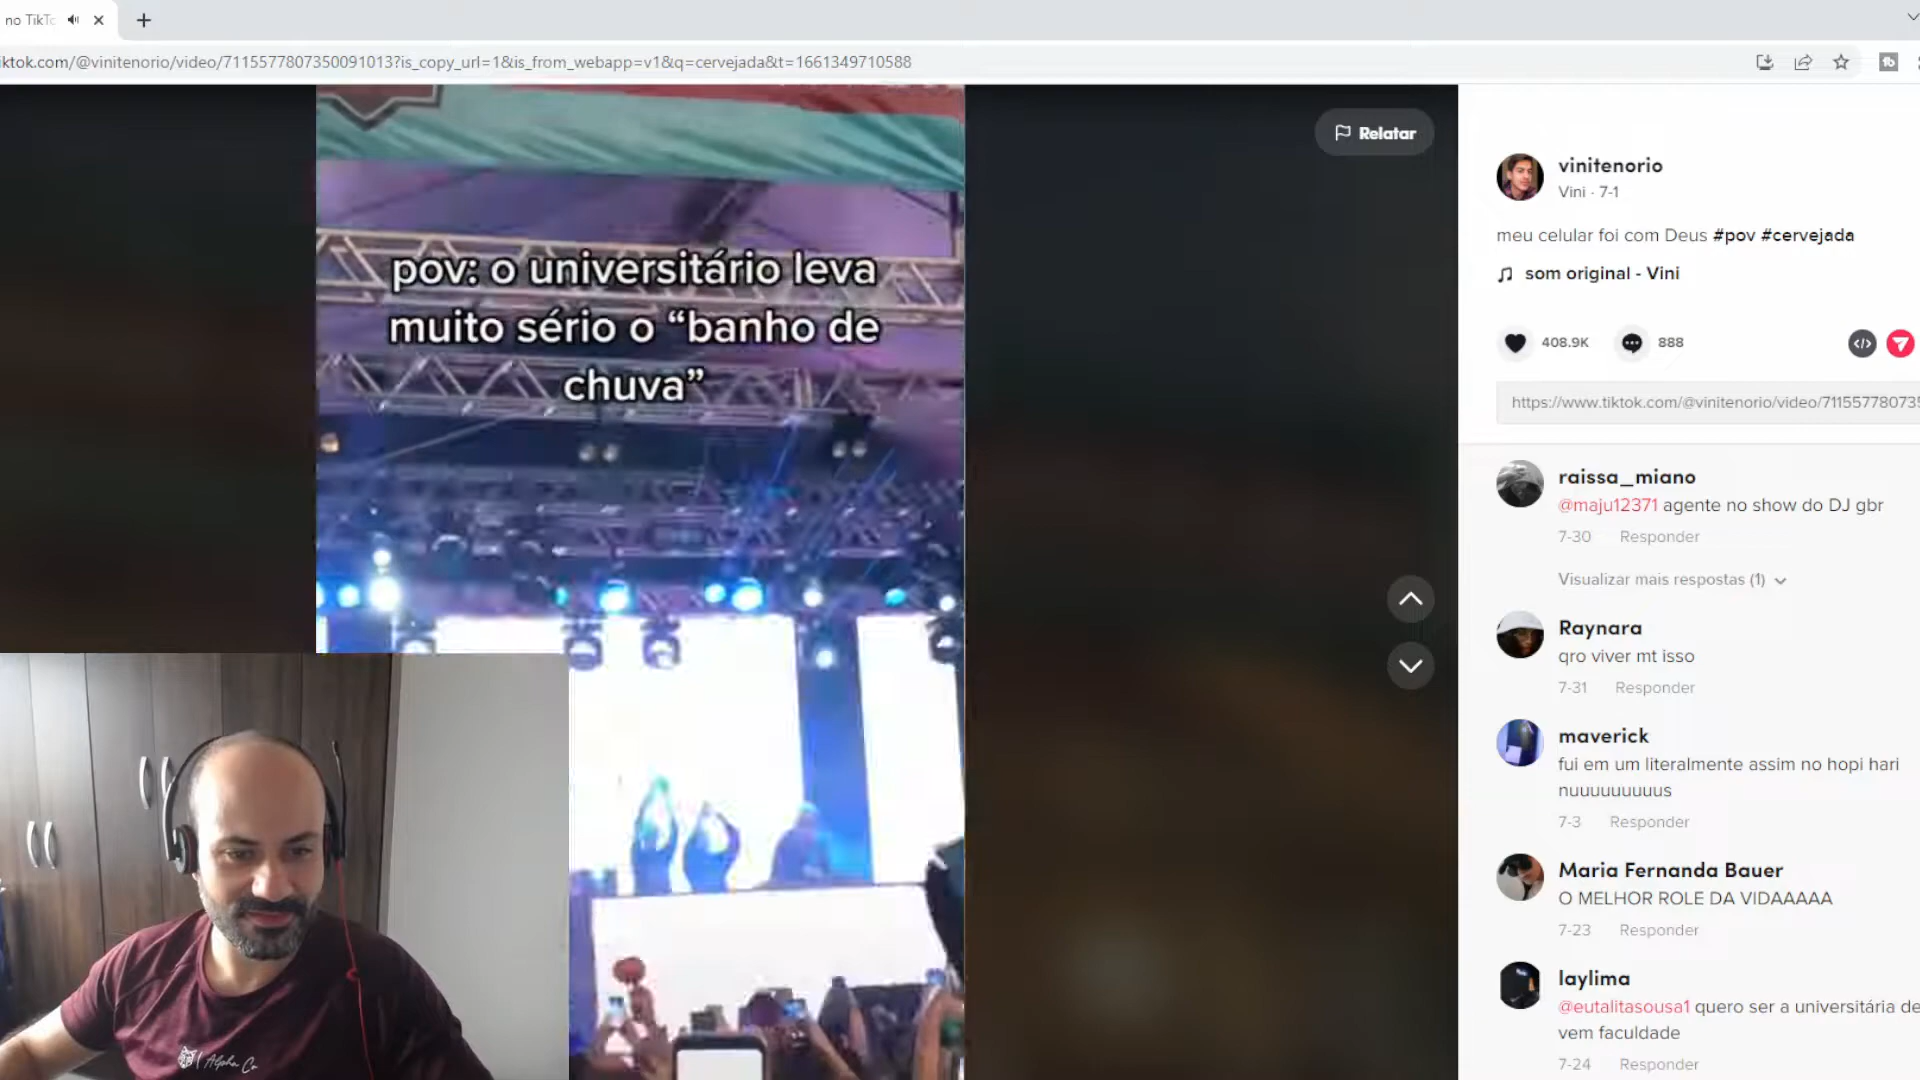 no TikTo
iktok.com/@vinitenorio/video/7115577807350091013?is_copy_url=1&is_from_webapp=v1&q=cervejada&t=1661349710588
Relatar
pov: o universitário leva
muito sério o “banho de
chuva”
vinitenorio
Vini · 7-1
meu celular foi com Deus #pov #cervejada
som original - Vini
408.9K
888
https://www.tiktok.com/@vinitenorio/video/711557780735
raissa_miano
@maju12371 agente no show do DJ gbr
7-30 Responder
Visualizar mais respostas (1)
Raynara
qro viver mt isso
7-31 Responder
maverick
fui em um literalmente assim no hopi hari
nuuuuuuuuus
7-3 Responder
Maria Fernanda Bauer
O MELHOR ROLE DA VIDAAAAA
7-23 Responder
laylima
@eutalitasousa1 quero ser a universitária de
vem faculdade
7-24 Responder
Alpha Co